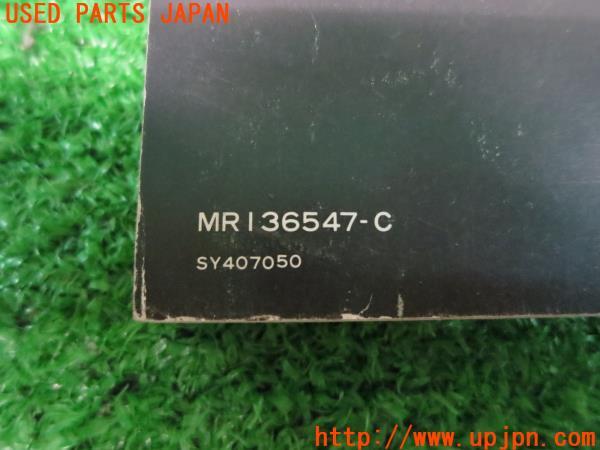 USED PARTS JAPAN
MR136547-C
SY407050
http://www.upjpn.com